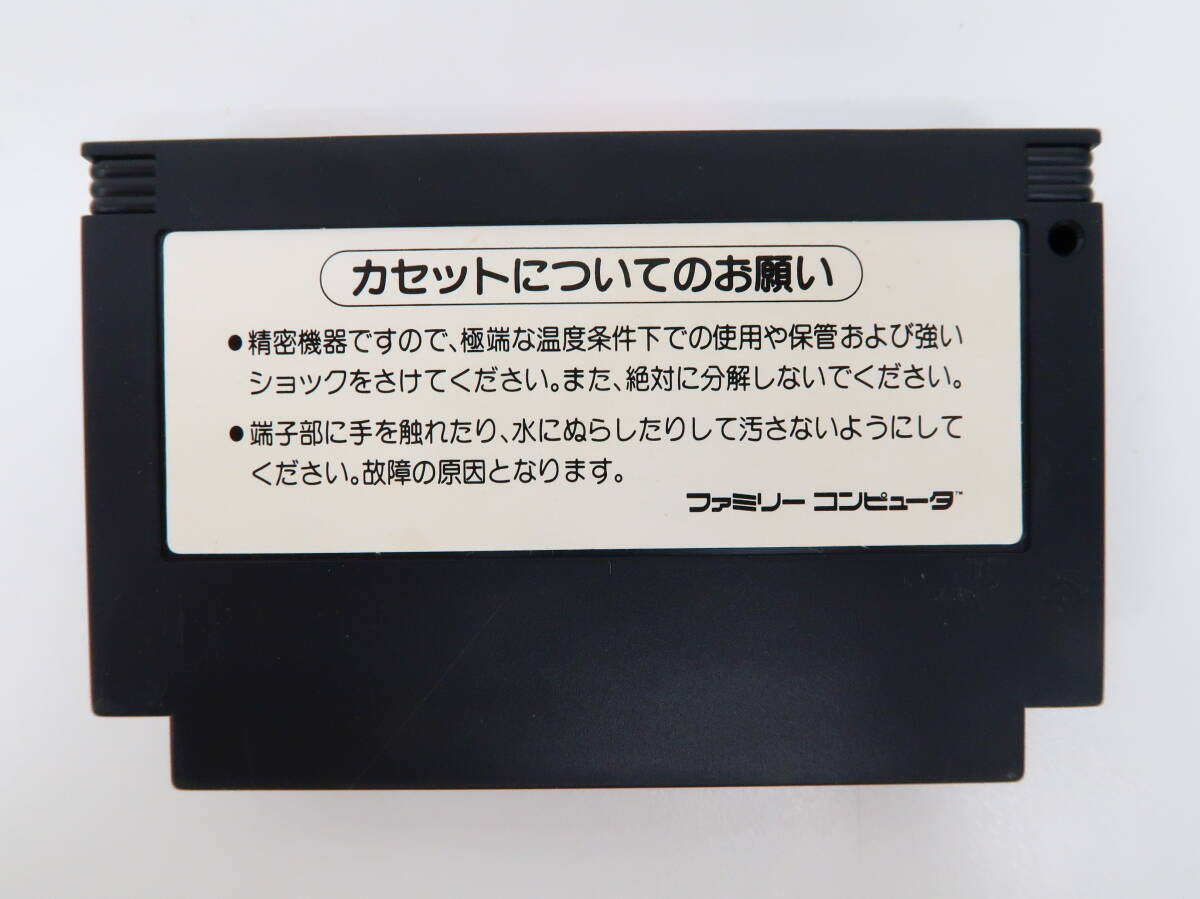 カセットについてのお願い
●精密機器ですので、極端な温度条件下での使用や保管および強い
ショックをさけてください。また、絶対に分解しないでください。
●端子部に手を触れたり、水にぬらしたりして汚さないようにして
ください。故障の原因となります。
ファミリー コンピュータ™